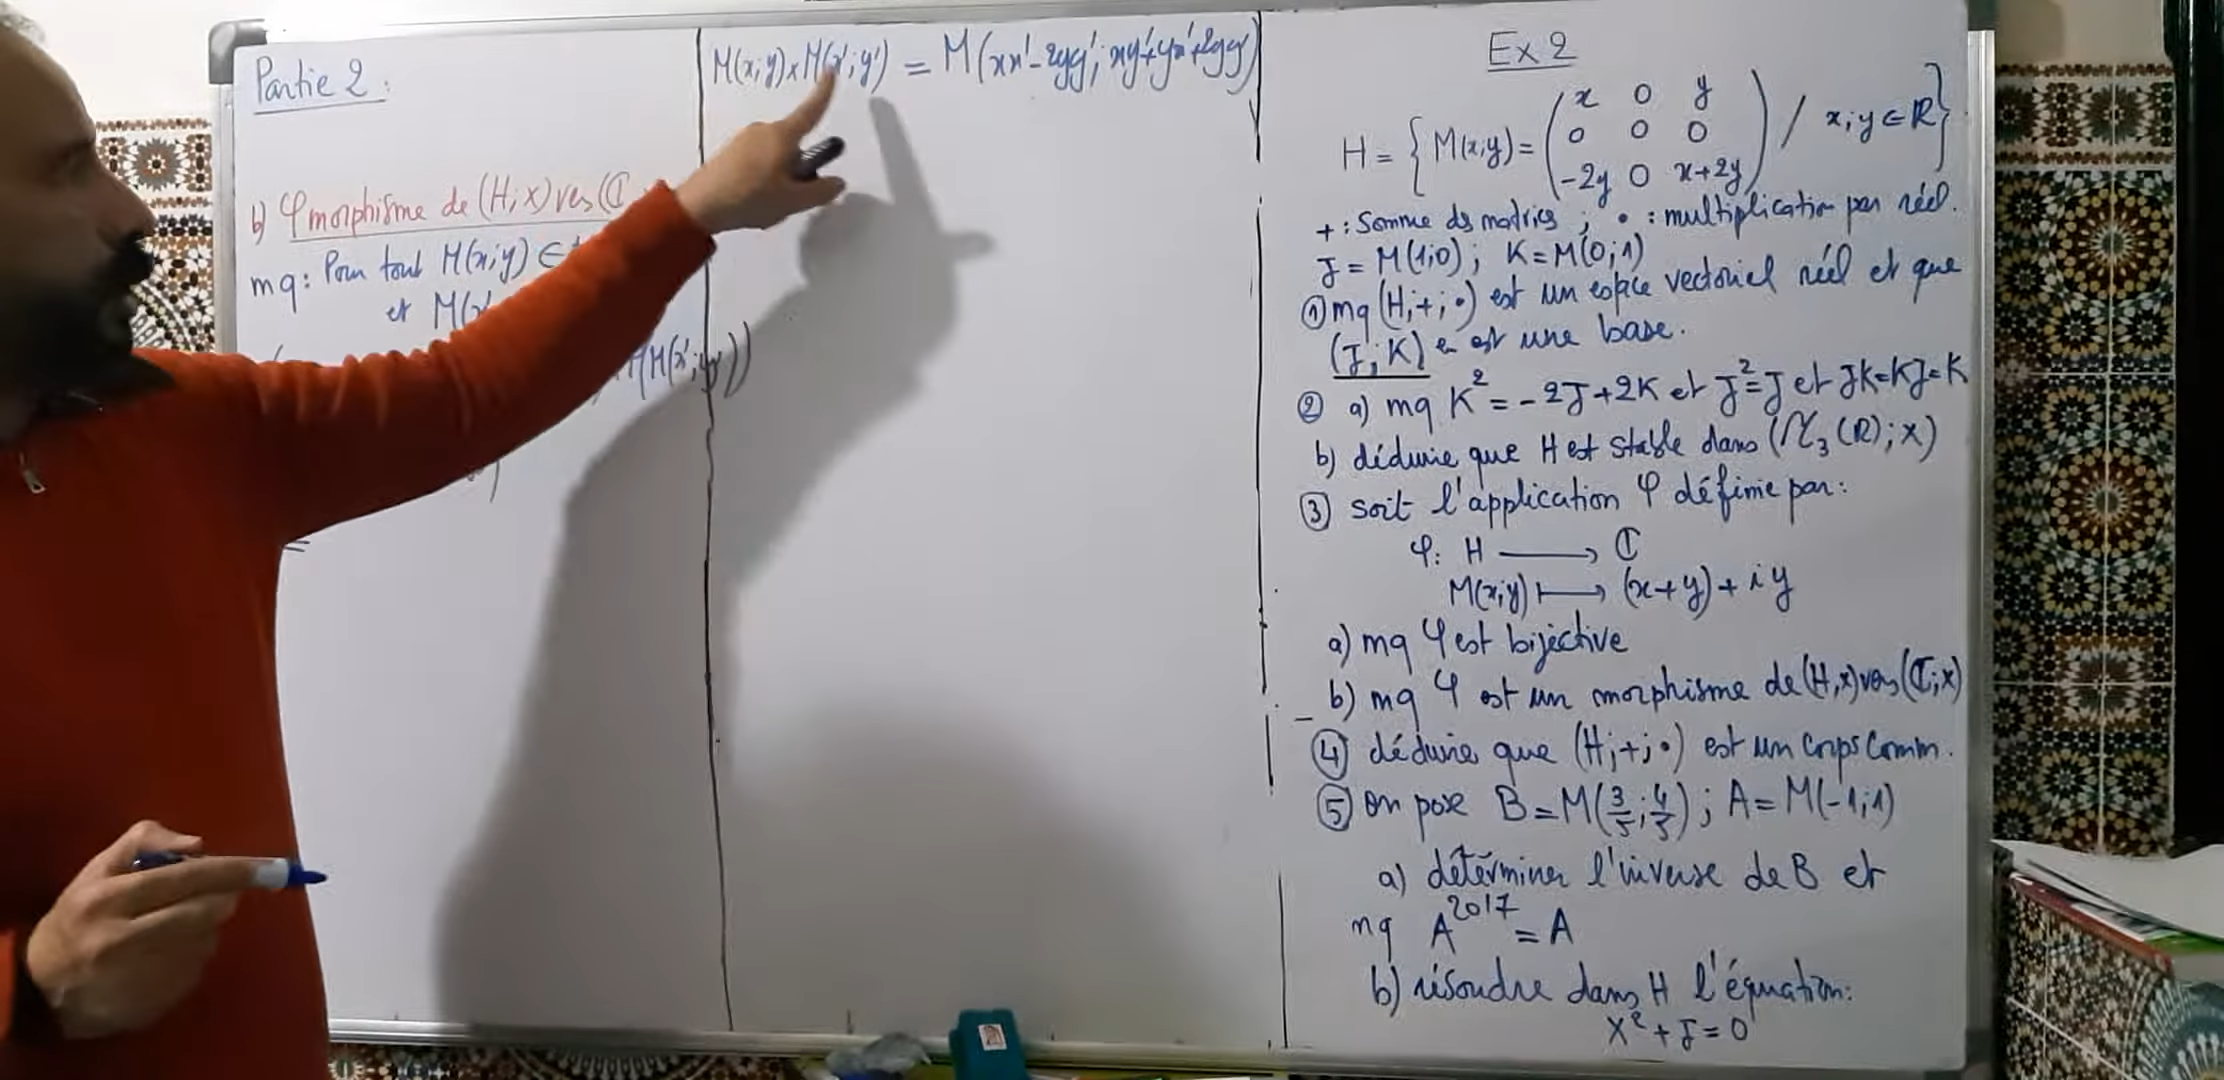 Partie 2 :
b) φ morphisme de (H;×) vers (ℂ
mq: Pour tout M(x;y) ∈
et M(x'
M(x';y'))
M(x;y)×M(x';y') = M(xx'-2yy'; xy'+yx'+2yy')
Ex 2
H = { M(x;y) = ( x 0 y
0 0 0
-2y 0 x+2y ) / x;y ∈ ℝ }
+ : Somme ds matrices ; • : multiplication par réel.
J = M(1;0) ; K = M(0;1)
① mq (H;+;•) est un espace vectoriel réel et que
(J;K) en est une base.
② a) mq K² = -2J+2K et J²=J et JK=KJ=K
b) déduire que H est stable dans (M₃(ℝ);×)
③ soit l'application φ définie par:
φ: H ⟶ ℂ
M(x;y) ⟼ (x+y)+iy
a) mq φ est bijective
b) mq φ est un morphisme de (H,×) vers (ℂ;×)
④ déduire que (H;+;•) est un Corps Comm.
⑤ on pose B = M(3/5;4/5) ; A = M(-1;1)
a) déterminer l'inverse de B et
mq A²⁰¹⁷ = A
b) résoudre dans H l'équation:
X²+J=0